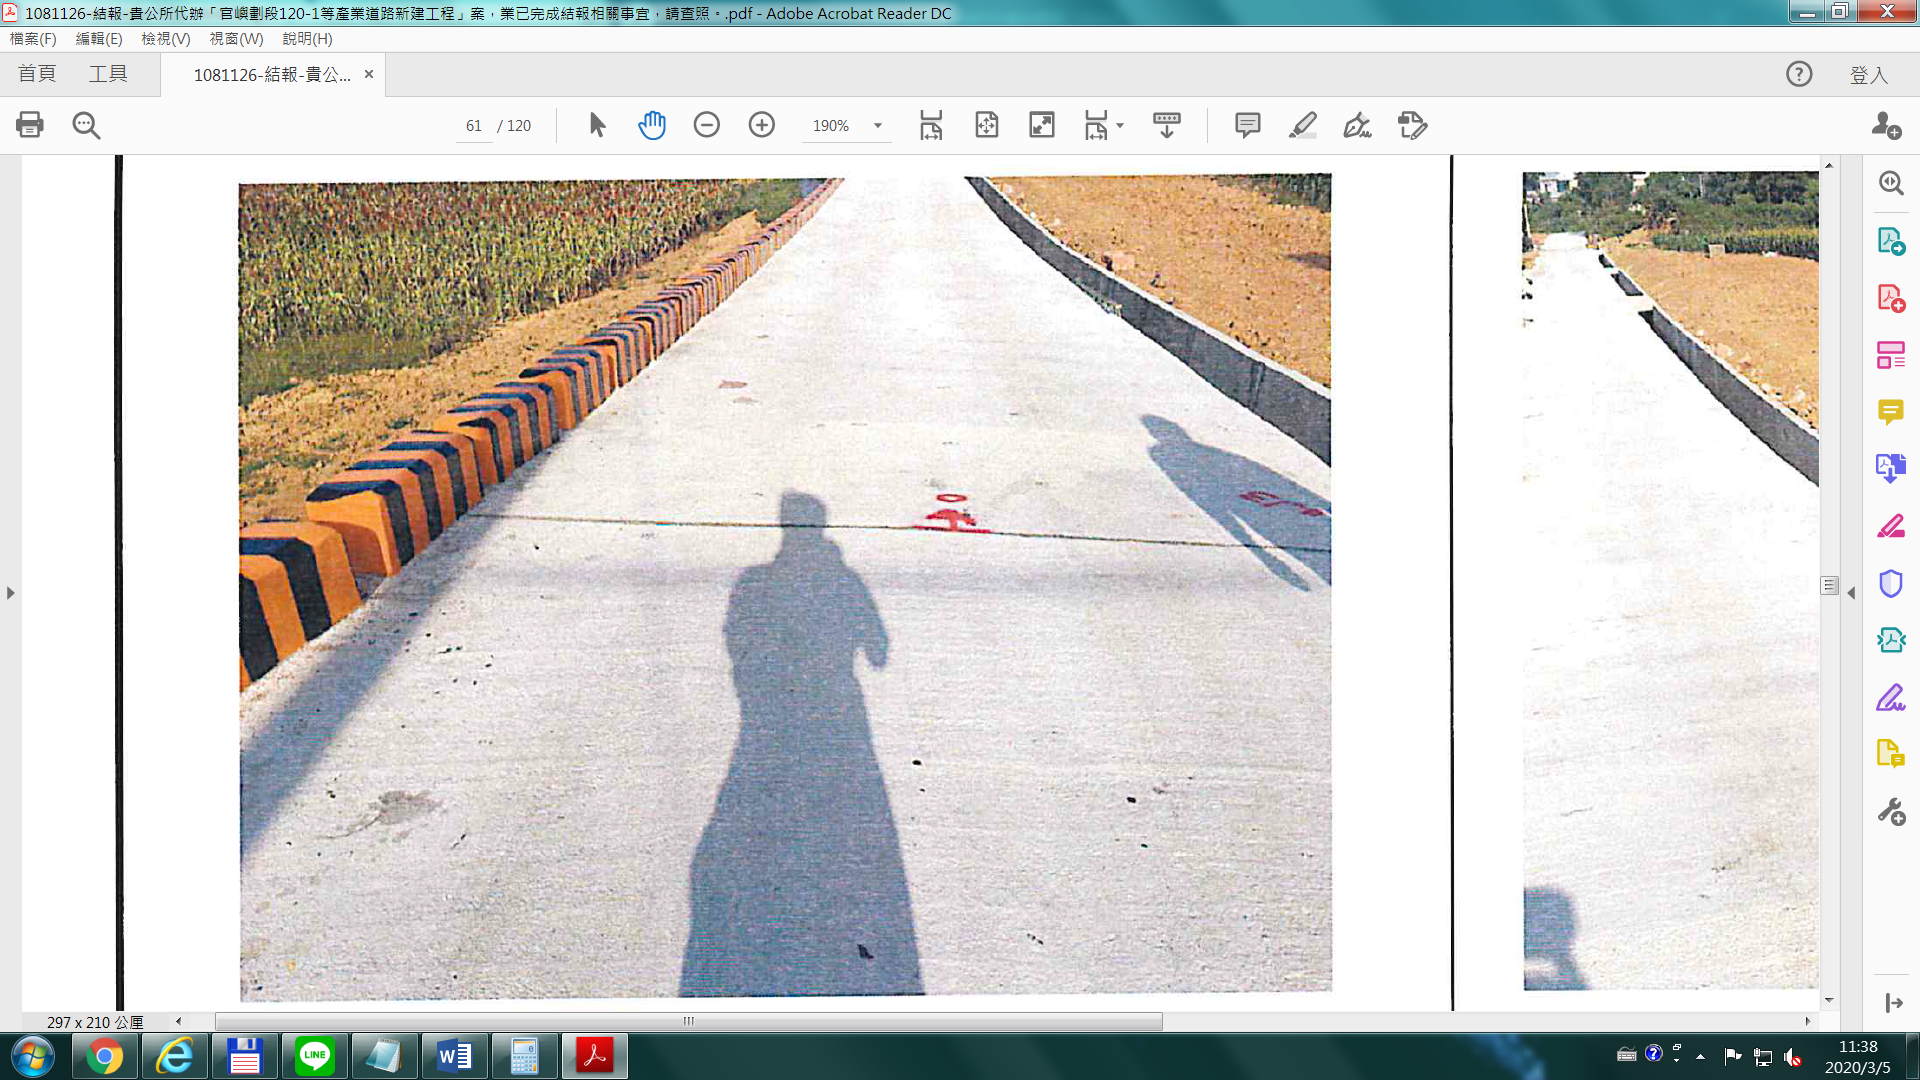 1081126-結報-貴公所代辦「官嶼劃段120-1等產業道路新建工程」案，業已完成結報相關事宜，請查照。.pdf - Adobe Acrobat Reader DC
檔案(F) 編輯(E) 檢視(V) 視窗(W) 說明(H)
首頁 工具 1081126-結報-貴公... × 登入
61 / 120 190%
297 x 210 公厘
LINE
11:38
2020/3/5